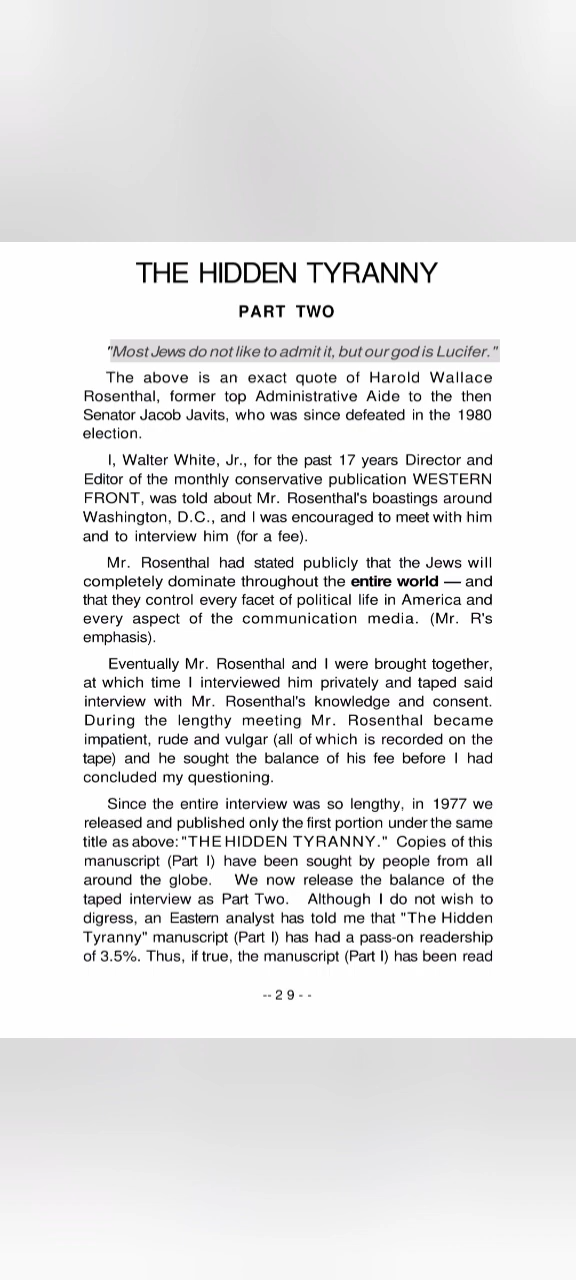 THE HIDDEN TYRANNY
PART TWO
"Most Jews do not like to admit it, but our god is Lucifer."
The above is an exact quote of Harold Wallace
Rosenthal, former top Administrative Aide to the then
Senator Jacob Javits, who was since defeated in the 1980
election.
I, Walter White, Jr., for the past 17 years Director and
Editor of the monthly conservative publication WESTERN
FRONT, was told about Mr. Rosenthal's boastings around
Washington, D.C., and I was encouraged to meet with him
and to interview him (for a fee).
Mr. Rosenthal had stated publicly that the Jews will
completely dominate throughout the entire world — and
that they control every facet of political life in America and
every aspect of the communication media. (Mr. R's
emphasis).
Eventually Mr. Rosenthal and I were brought together,
at which time I interviewed him privately and taped said
interview with Mr. Rosenthal's knowledge and consent.
During the lengthy meeting Mr. Rosenthal became
impatient, rude and vulgar (all of which is recorded on the
tape) and he sought the balance of his fee before I had
concluded my questioning.
Since the entire interview was so lengthy, in 1977 we
released and published only the first portion under the same
title as above: "THE HIDDEN TYRANNY." Copies of this
manuscript (Part I) have been sought by people from all
around the globe. We now release the balance of the
taped interview as Part Two. Although I do not wish to
digress, an Eastern analyst has told me that "The Hidden
Tyranny" manuscript (Part I) has had a pass-on readership
of 3.5%. Thus, if true, the manuscript (Part I) has been read
--29--